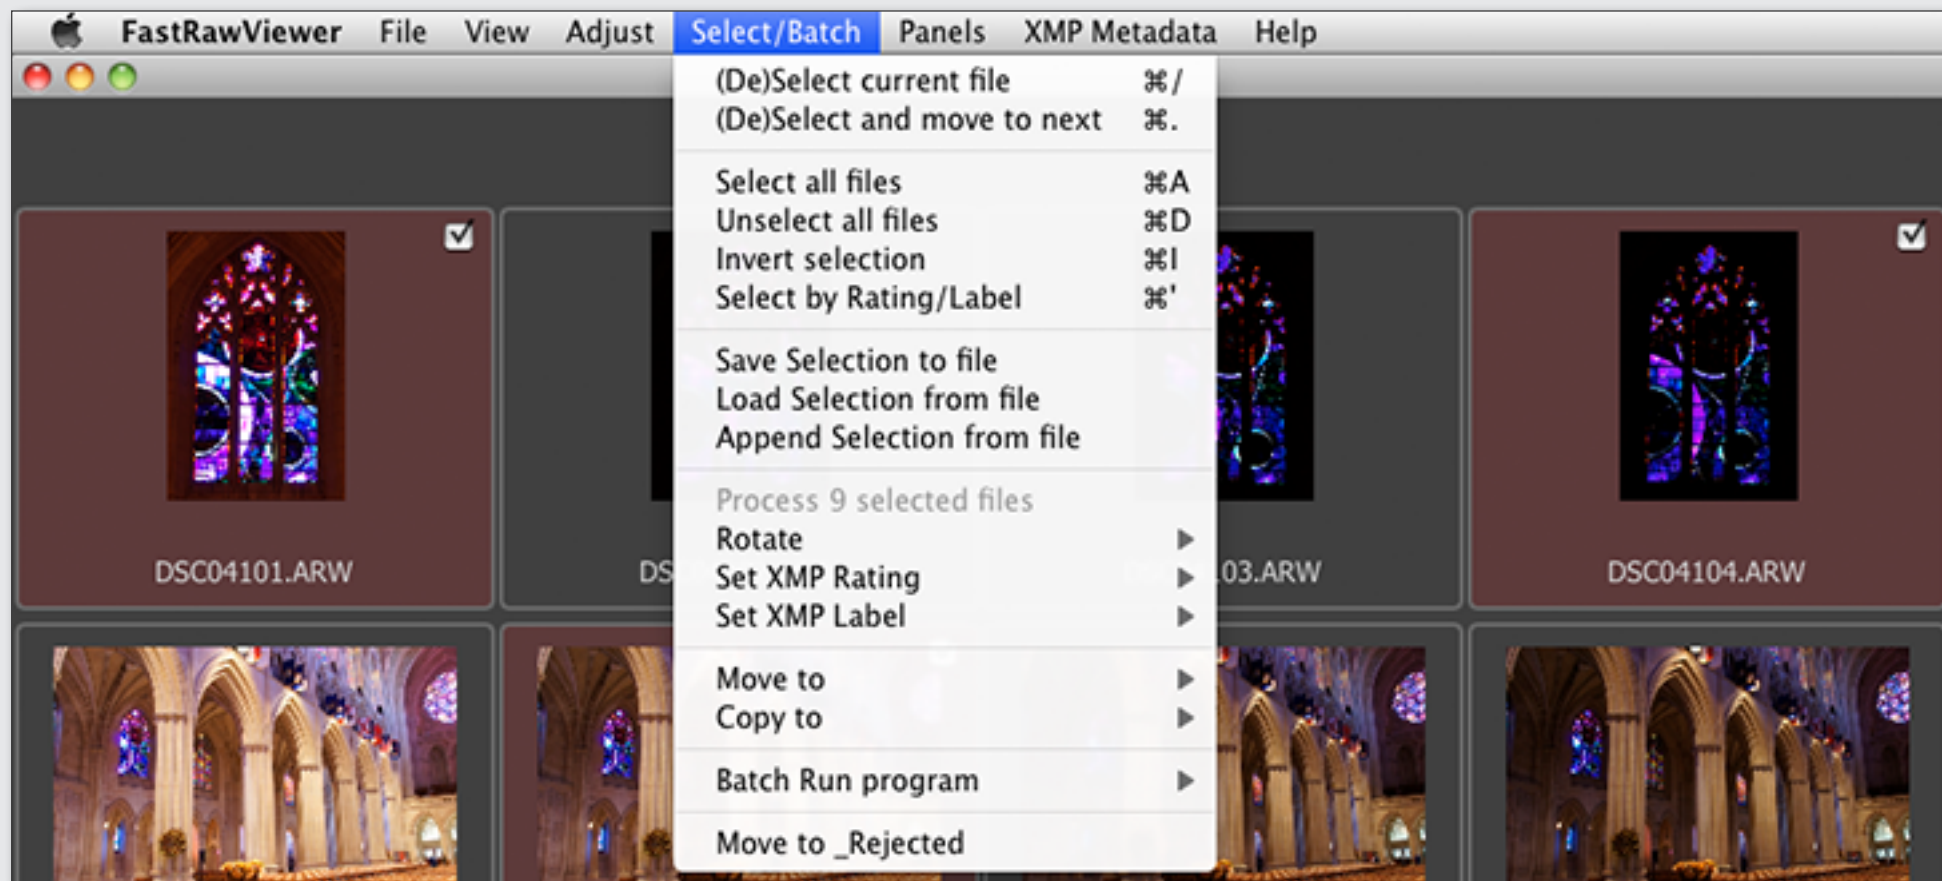 FastRawViewer File View Adjust Select/Batch Panels XMP Metadata Help
(De)Select current file ⌘/
(De)Select and move to next ⌘.
Select all files ⌘A
Unselect all files ⌘D
Invert selection ⌘I
Select by Rating/Label ⌘'
Save Selection to file
Load Selection from file
Append Selection from file
Process 9 selected files
Rotate
Set XMP Rating
Set XMP Label
Move to
Copy to
Batch Run program
Move to _Rejected
DSC04101.ARW DS 03.ARW DSC04104.ARW